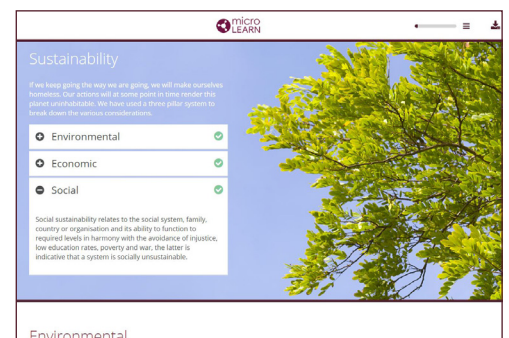 micro
LEARN
Sustainability
If we keep going the way we are going, we will make ourselves
homeless. Our actions will at some point in time render this
planet uninhabitable. We have used a three pillar system to
break down the various considerations.
Environmental
Economic
Social
Social sustainability relates to the social system, family,
country or organisation and its ability to function to
required levels in harmony with the avoidance of injustice,
low education rates, poverty and war, the latter is
indicative that a system is socially unsustainable.
Environmental